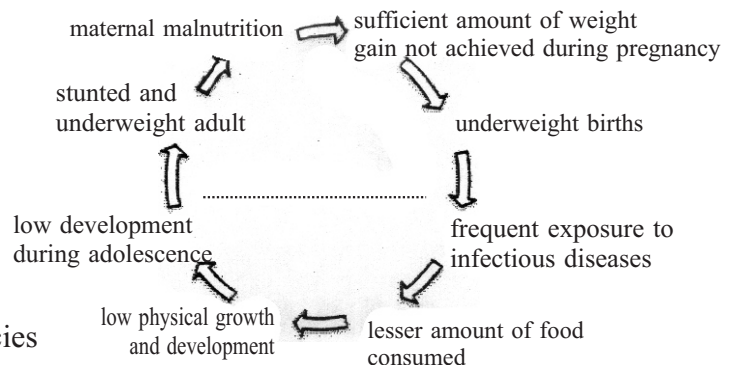 maternal malnutrition
sufficient amount of weight
gain not achieved during pregnancy
underweight births
frequent exposure to
infectious diseases
lesser amount of food
consumed
low physical growth
and development
low development
during adolescence
stunted and
underweight adult